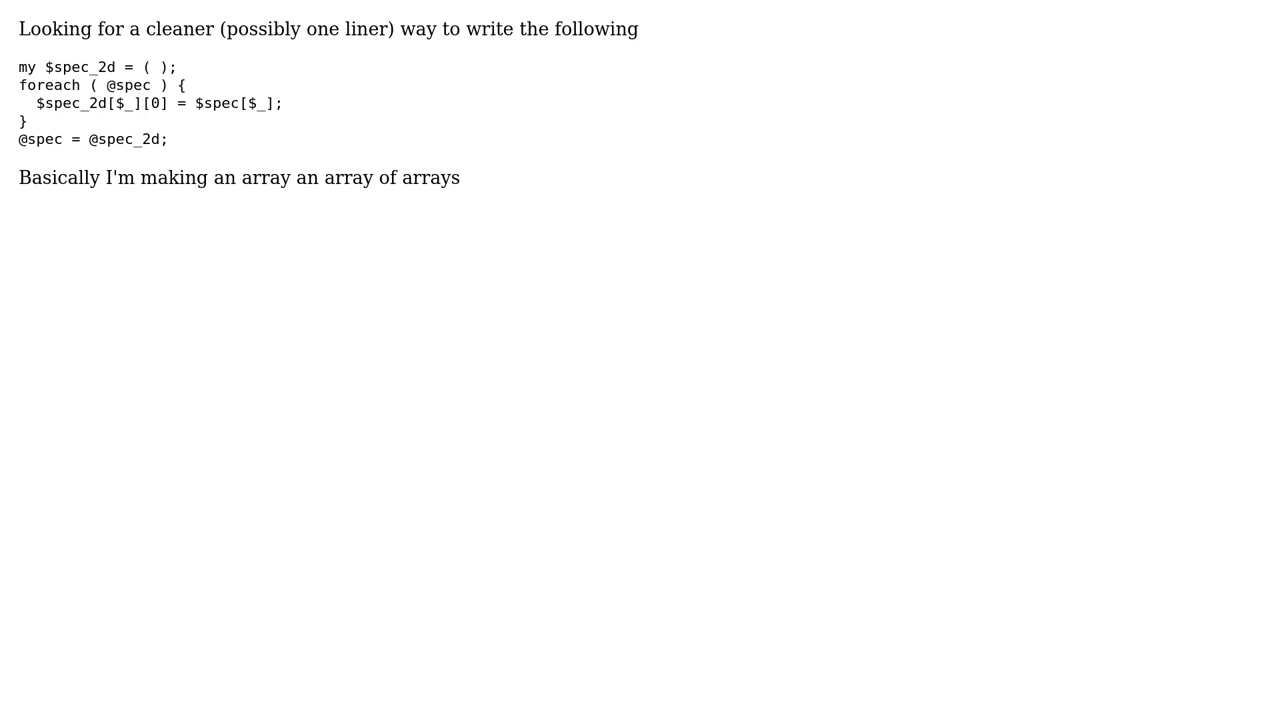 Looking for a cleaner (possibly one liner) way to write the following
my $spec_2d = ( );
foreach ( @spec ) {
  $spec_2d[$_][0] = $spec[$_];
}
@spec = @spec_2d;
Basically I'm making an array an array of arrays